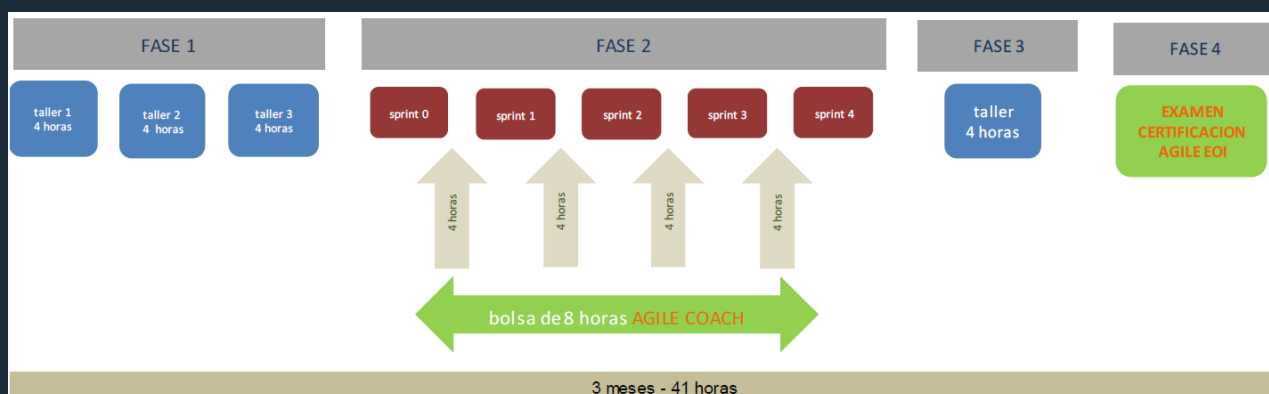 FASE 1
FASE 2
FASE 3
FASE 4
taller 1
4 horas
taller 2
4 horas
taller 3
4 horas
sprint 0
sprint 1
sprint 2
sprint 3
sprint 4
taller
4 horas
EXAMEN
CERTIFICACION
AGILE EOI
4 horas
4 horas
4 horas
4 horas
bolsa de 8 horas AGILE COACH
3 meses - 41 horas